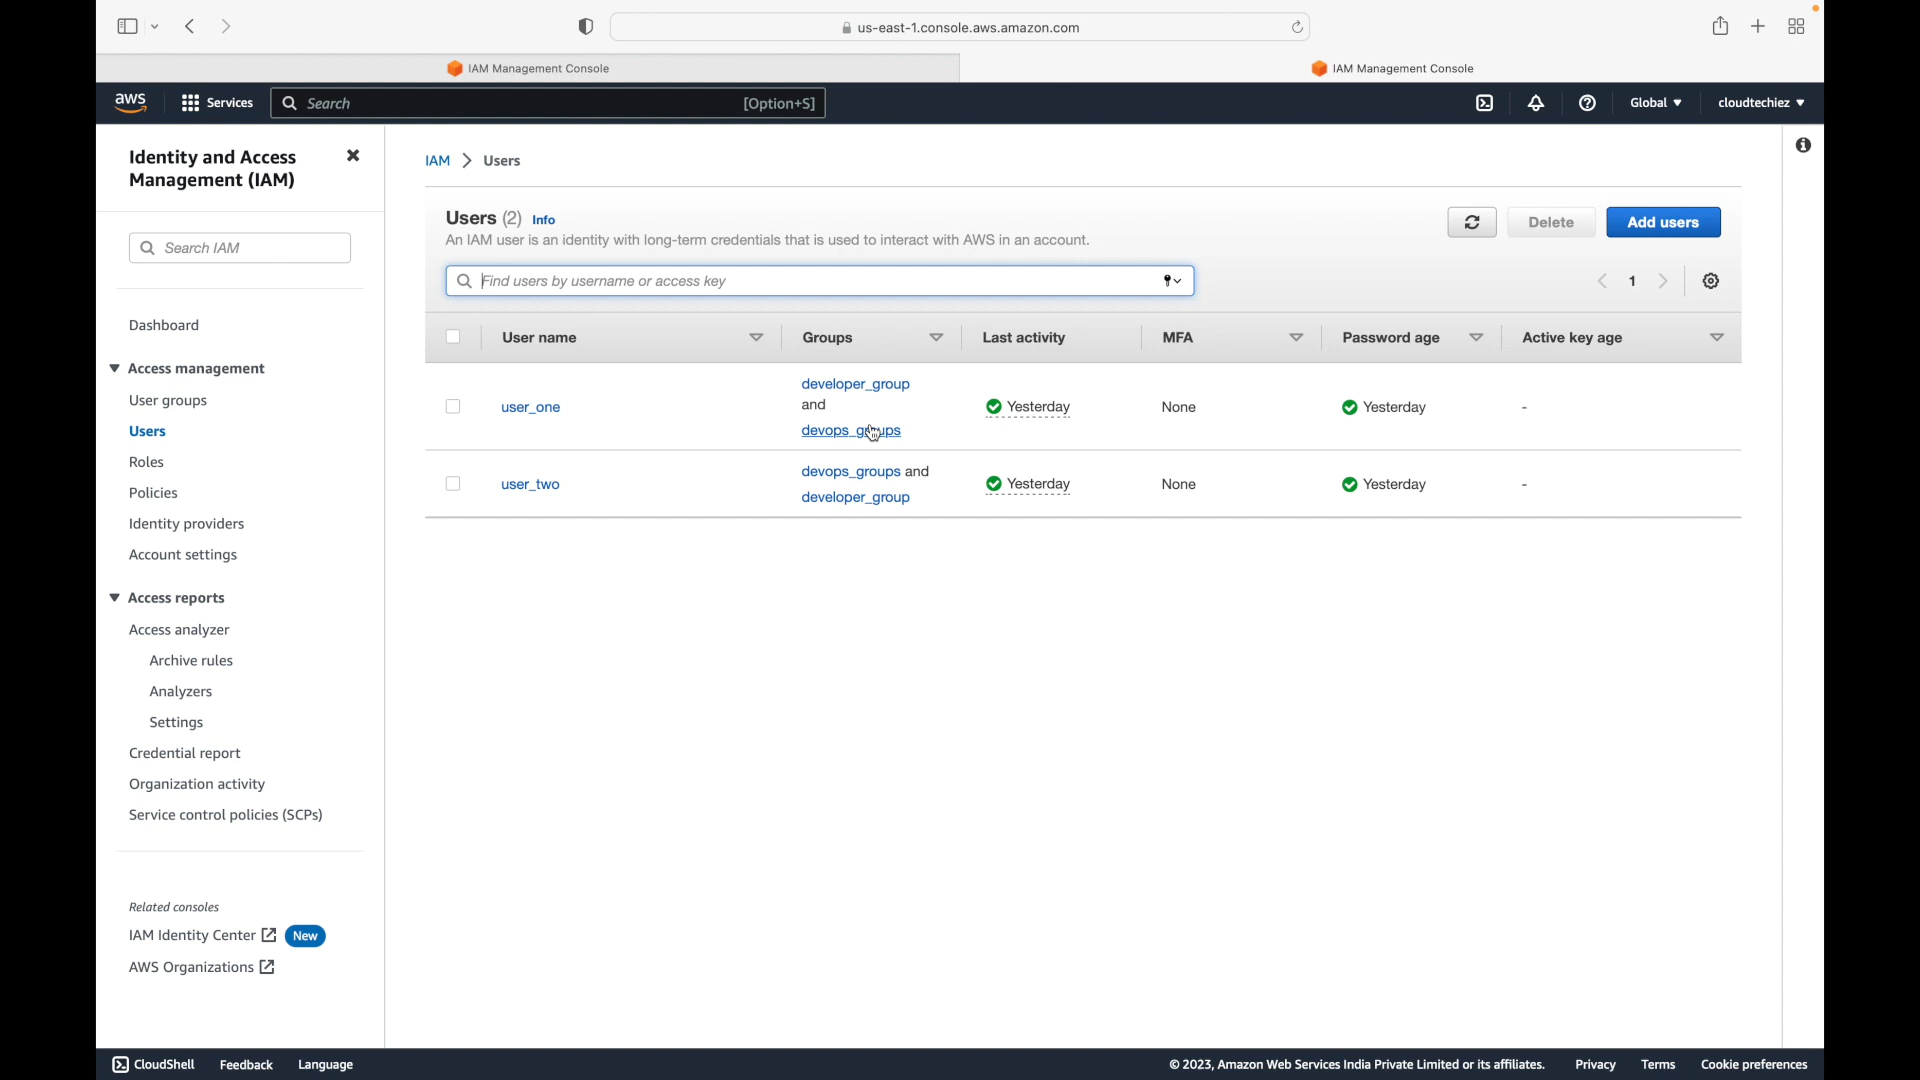 us-east-1.console.aws.amazon.com
IAM Management Console
IAM Management Console
aws
Services
Search
[Option+S]
Global
cloudtechiez
Identity and Access
Management (IAM)
Search IAM
Dashboard
Access management
User groups
Users
Roles
Policies
Identity providers
Account settings
Access reports
Access analyzer
Archive rules
Analyzers
Settings
Credential report
Organization activity
Service control policies (SCPs)
Related consoles
IAM Identity Center New
AWS Organizations
IAM > Users
Users (2) Info
An IAM user is an identity with long-term credentials that is used to interact with AWS in an account.
Delete
Add users
Find users by username or access key
1
User name Groups Last activity MFA Password age Active key age
user_one
developer_group
and
devops_groups
Yesterday
None
Yesterday
-
user_two
devops_groups and
developer_group
Yesterday
None
Yesterday
-
CloudShell
Feedback
Language
© 2023, Amazon Web Services India Private Limited or its affiliates.
Privacy
Terms
Cookie preferences